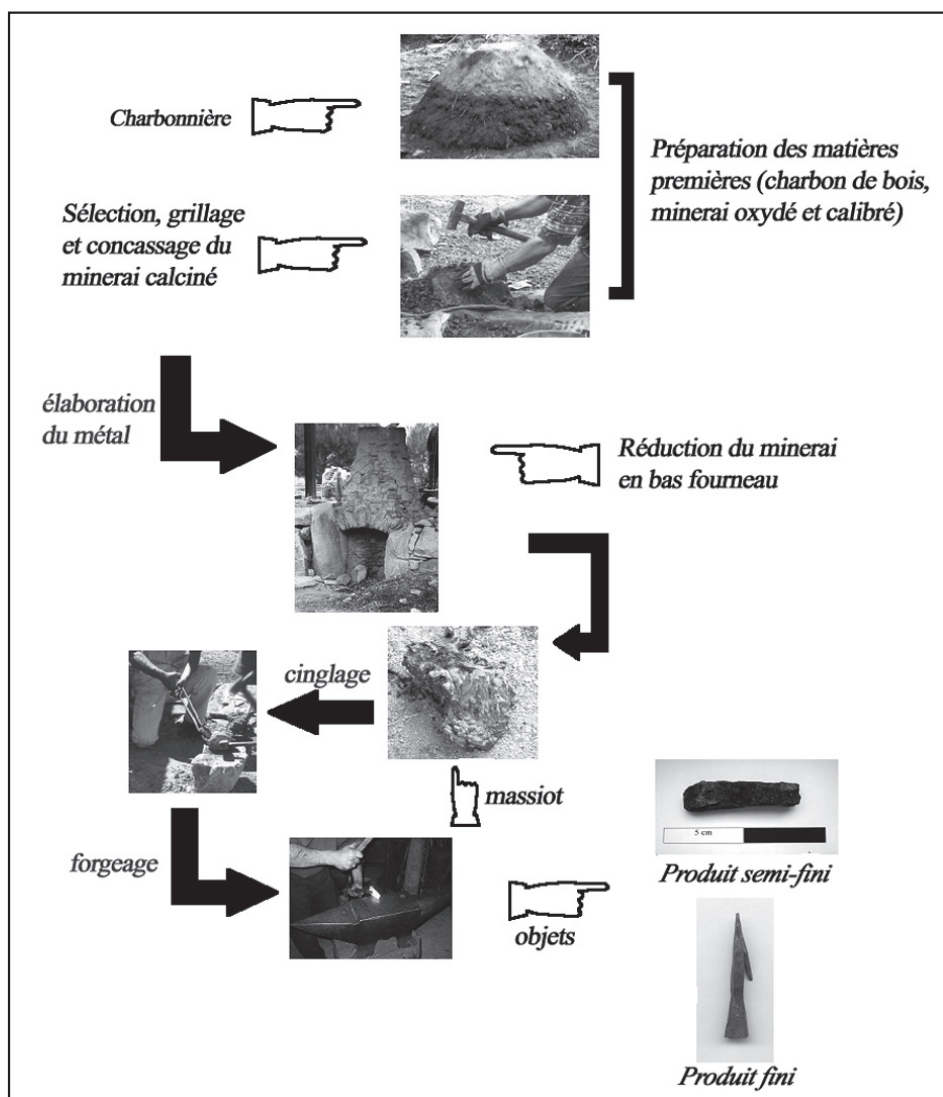 Charbonnière
Préparation des matières
premières (charbon de bois,
minerai oxydé et calibré)
Sélection, grillage
et concassage du
minerai calciné
élaboration
du métal
Réduction du minerai
en bas fourneau
cinglage
massiot
forgeage
5 cm
Produit semi-fini
objets
Produit fini